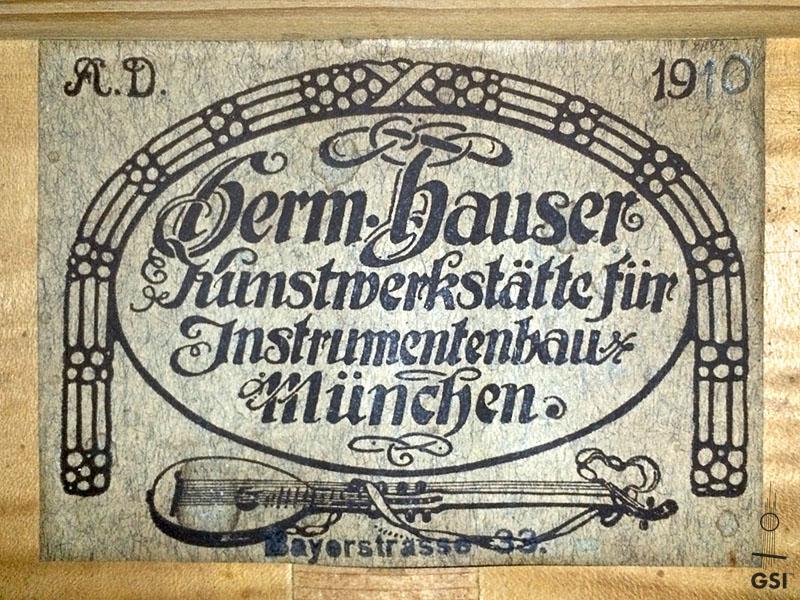 A.D. 1910
Herm. Hauser
Kunstwerkstätte für
Instrumentenbau
München.
Bayerstrasse 33.
GSI